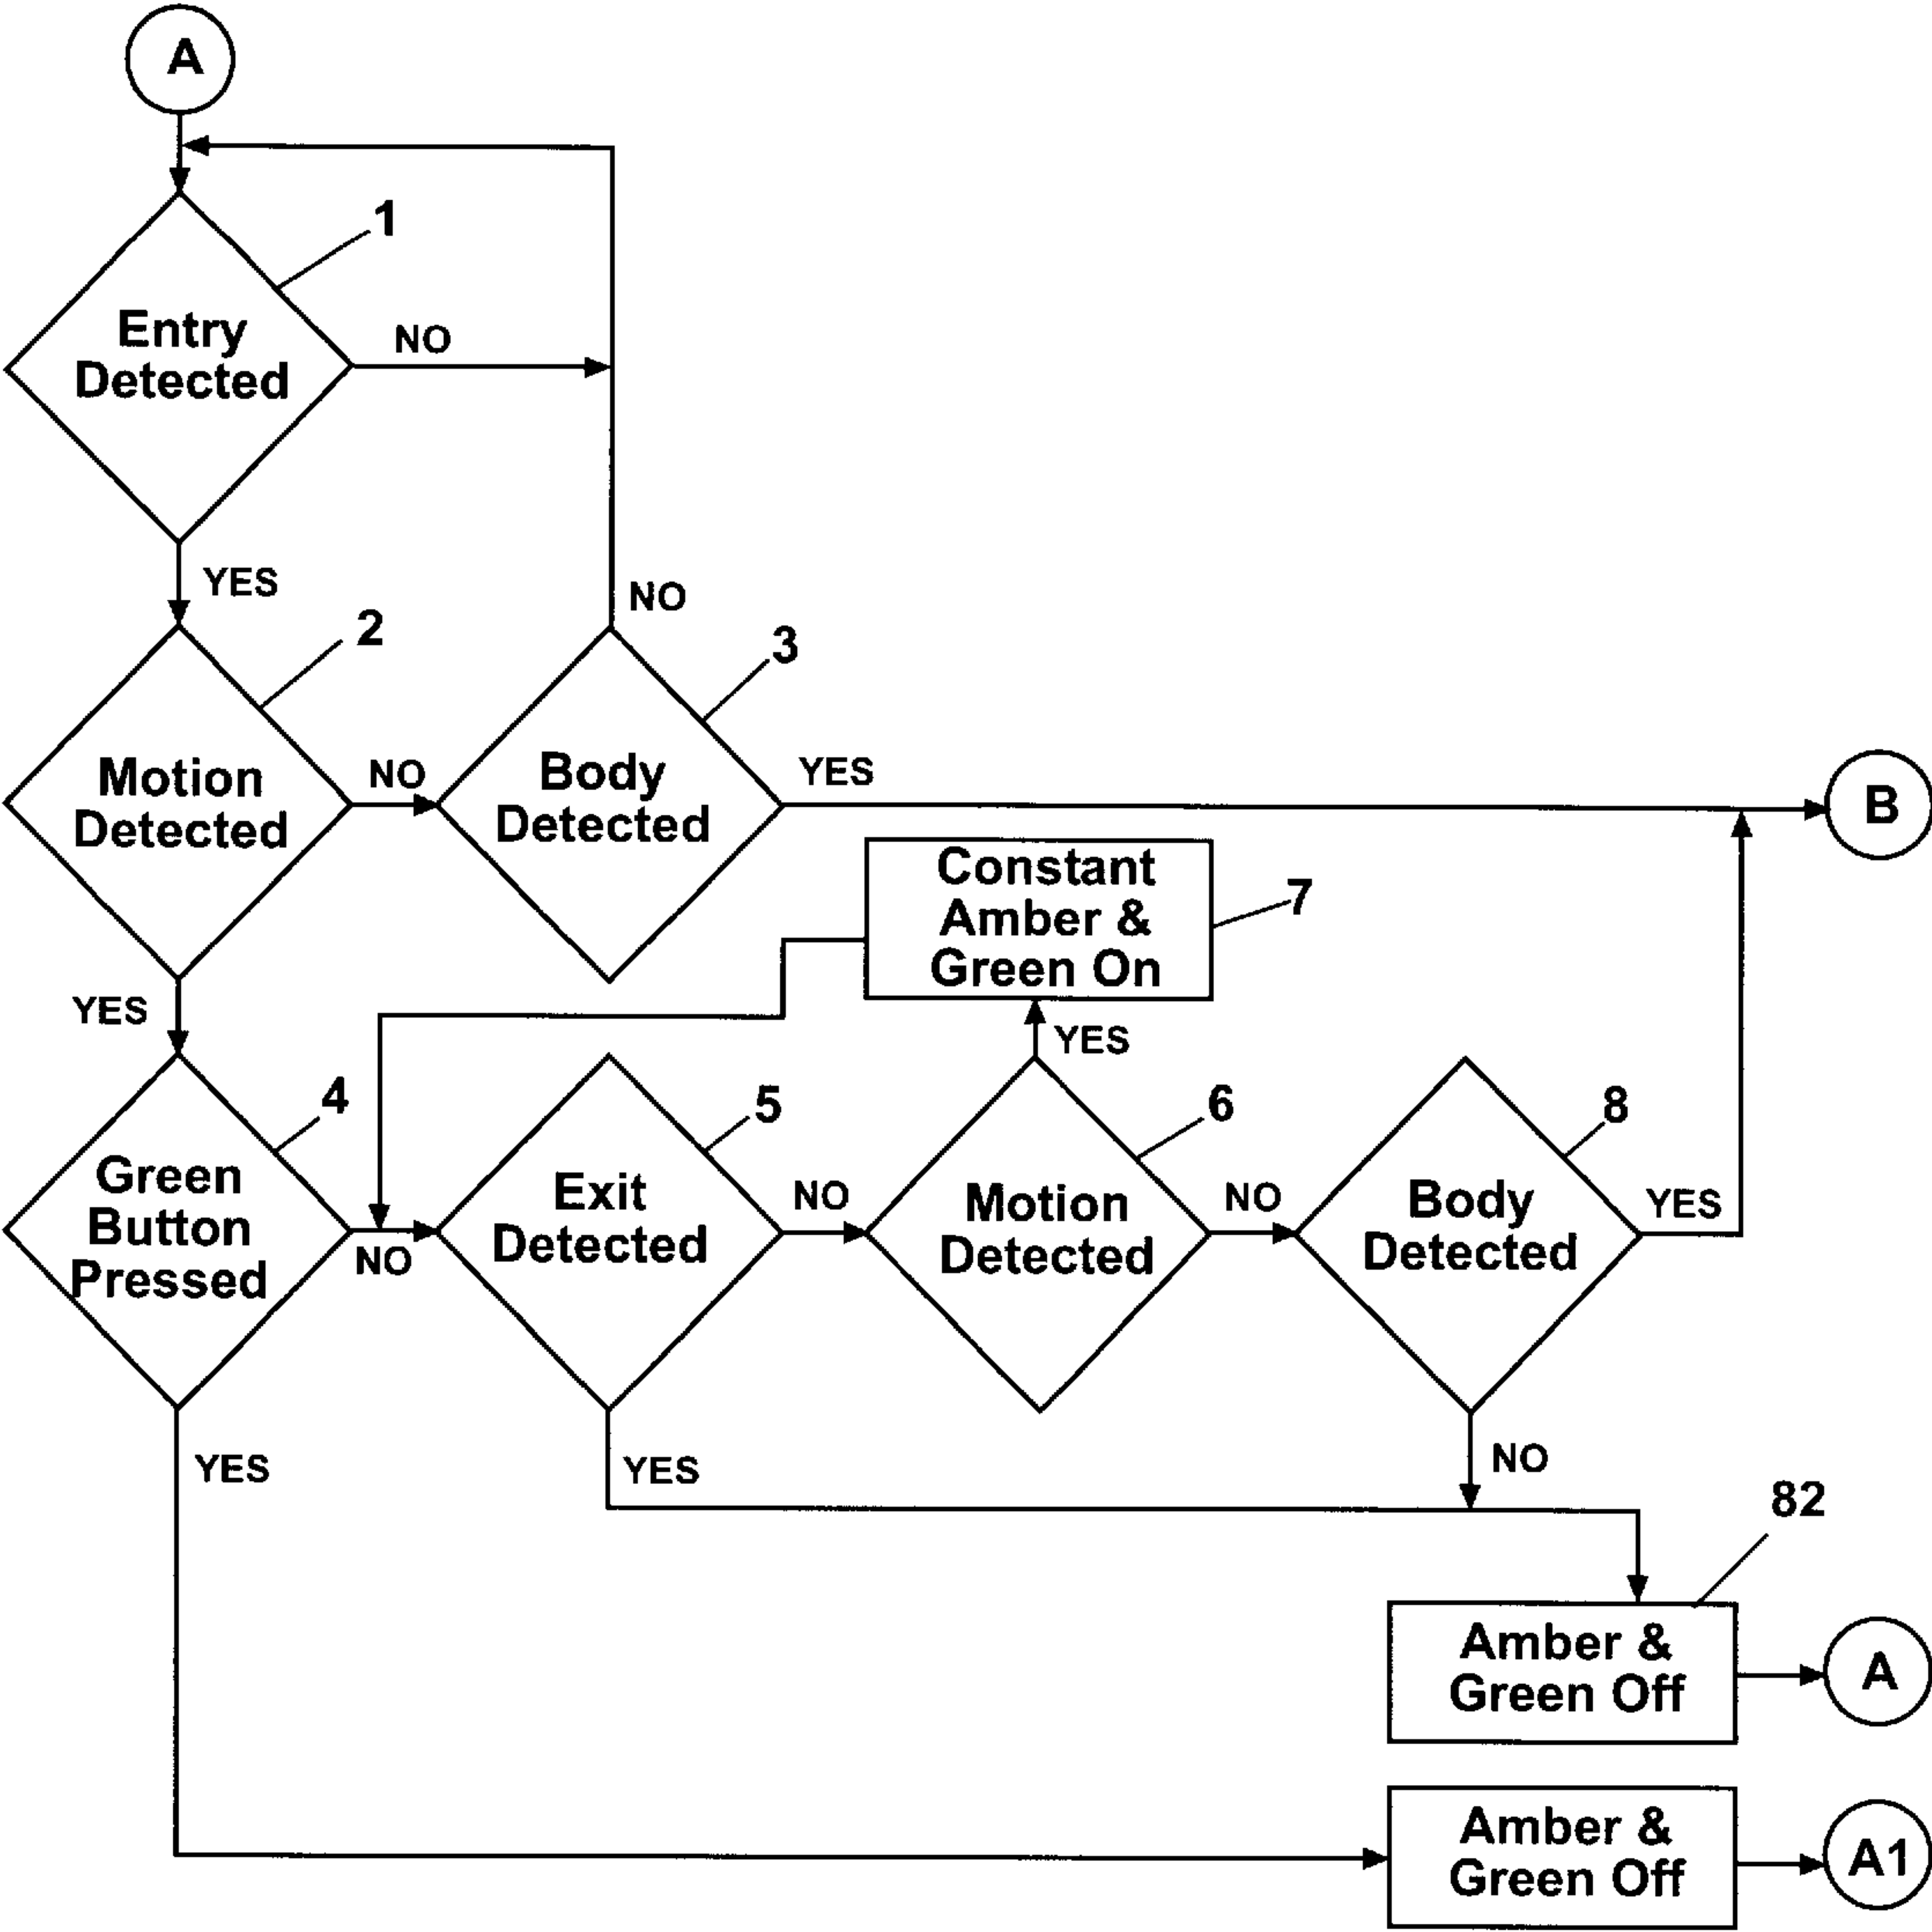 A
1
Entry
Detected
NO
YES
NO
2
3
Motion
Detected
NO
Body
Detected
YES
B
Constant
Amber &
Green On
7
YES
YES
4
5
6
8
Green
Button
Pressed
NO
Exit
Detected
NO
Motion
Detected
NO
Body
Detected
YES
YES
YES
NO
82
Amber &
Green Off
A
Amber &
Green Off
A1